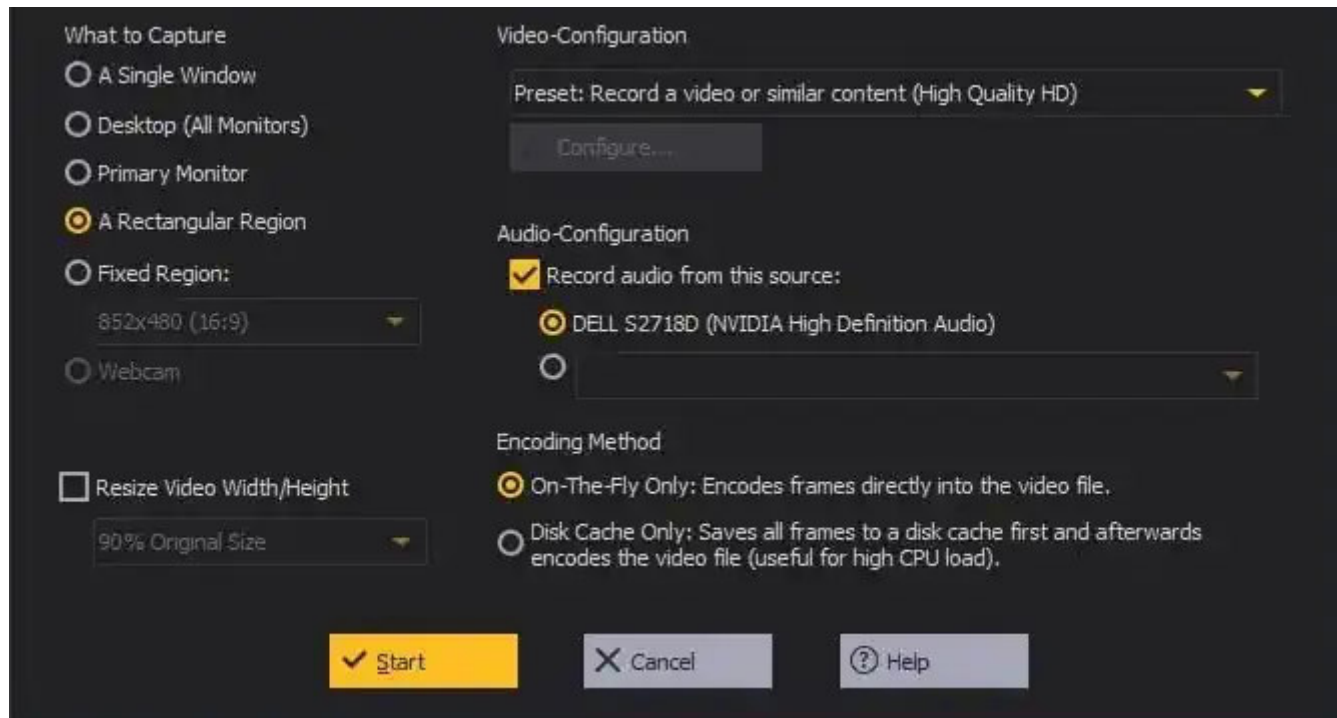 What to Capture
A Single Window
Desktop (All Monitors)
Primary Monitor
A Rectangular Region
Fixed Region:
852x480 (16:9)
Webcam
Resize Video Width/Height
90% Original Size
Video-Configuration
Preset: Record a video or similar content (High Quality HD)
Configure...
Audio-Configuration
Record audio from this source:
DELL S2718D (NVIDIA High Definition Audio)
Encoding Method
On-The-Fly Only: Encodes frames directly into the video file.
Disk Cache Only: Saves all frames to a disk cache first and afterwards
encodes the video file (useful for high CPU load).
Start
Cancel
Help